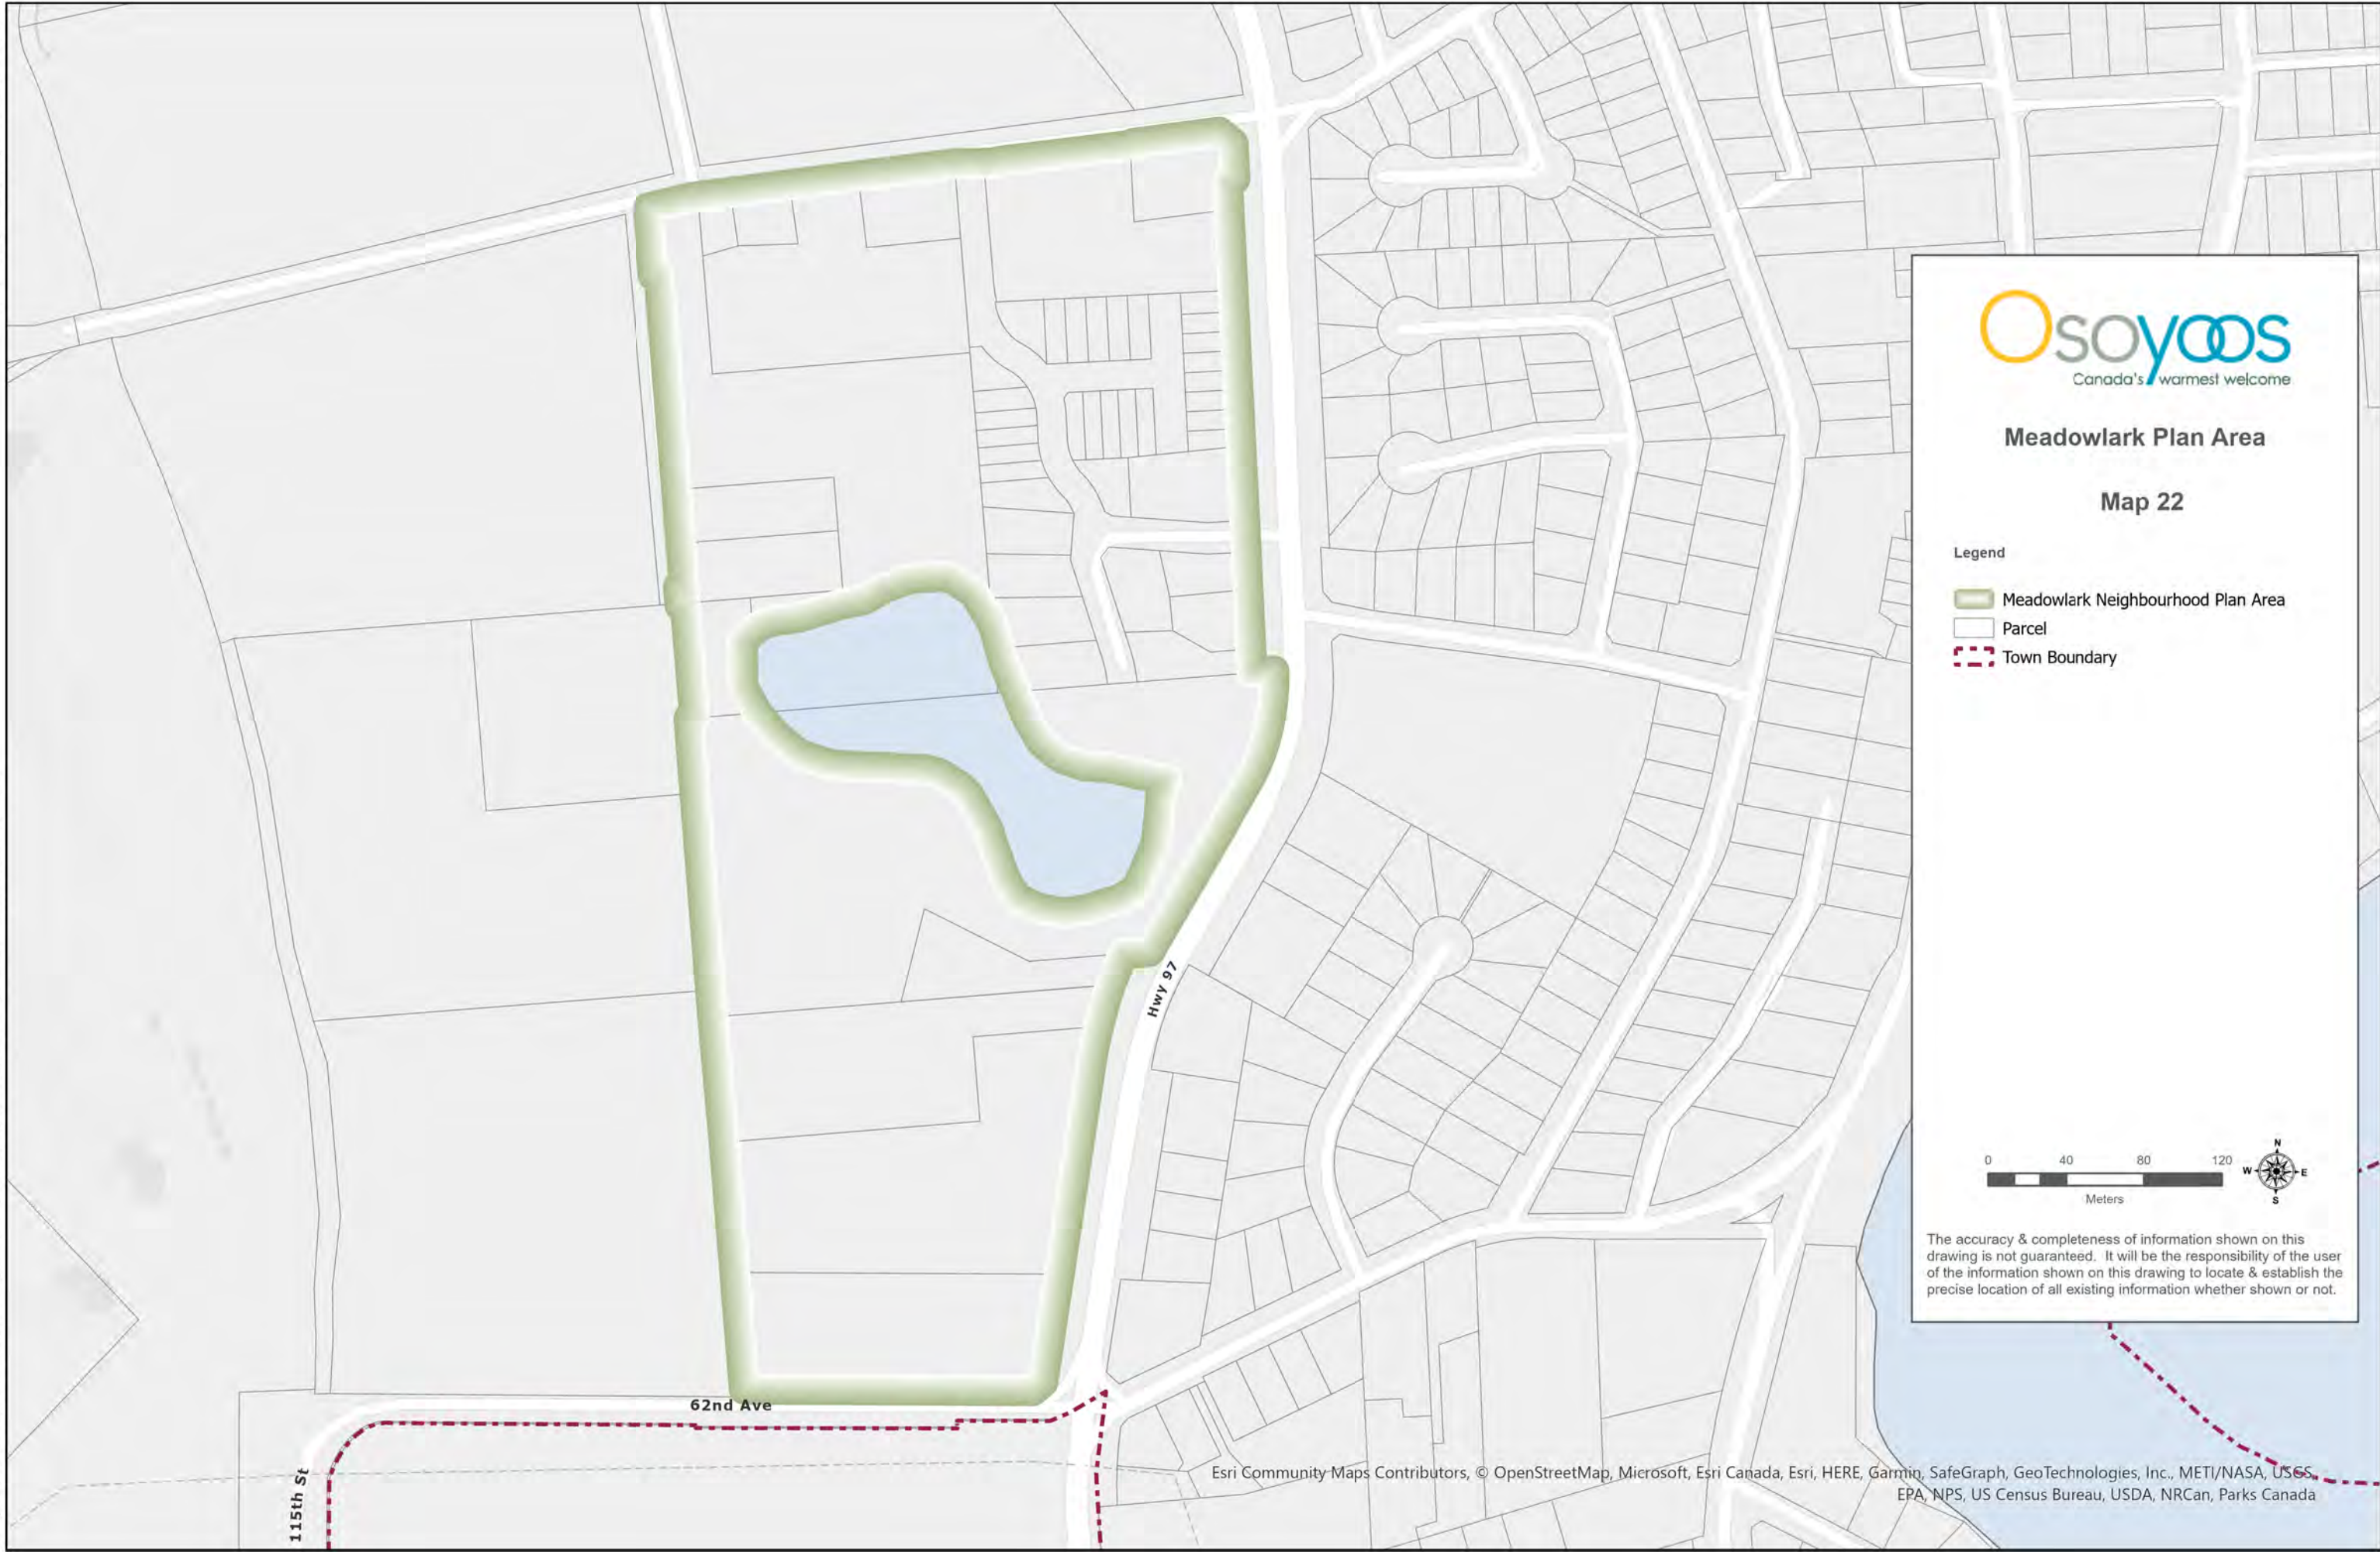 Osoyoos
Canada's warmest welcome
Meadowlark Plan Area
Map 22
Legend
Meadowlark Neighbourhood Plan Area
Parcel
Town Boundary
0 40 80 120
Meters
N
W E
S
The accuracy & completeness of information shown on this
drawing is not guaranteed. It will be the responsibility of the user
of the information shown on this drawing to locate & establish the
precise location of all existing information whether shown or not.
Hwy 97
62nd Ave
115th St
Esri Community Maps Contributors, © OpenStreetMap, Microsoft, Esri Canada, Esri, HERE, Garmin, SafeGraph, GeoTechnologies, Inc., METI/NASA, USGS,
EPA, NPS, US Census Bureau, USDA, NRCan, Parks Canada